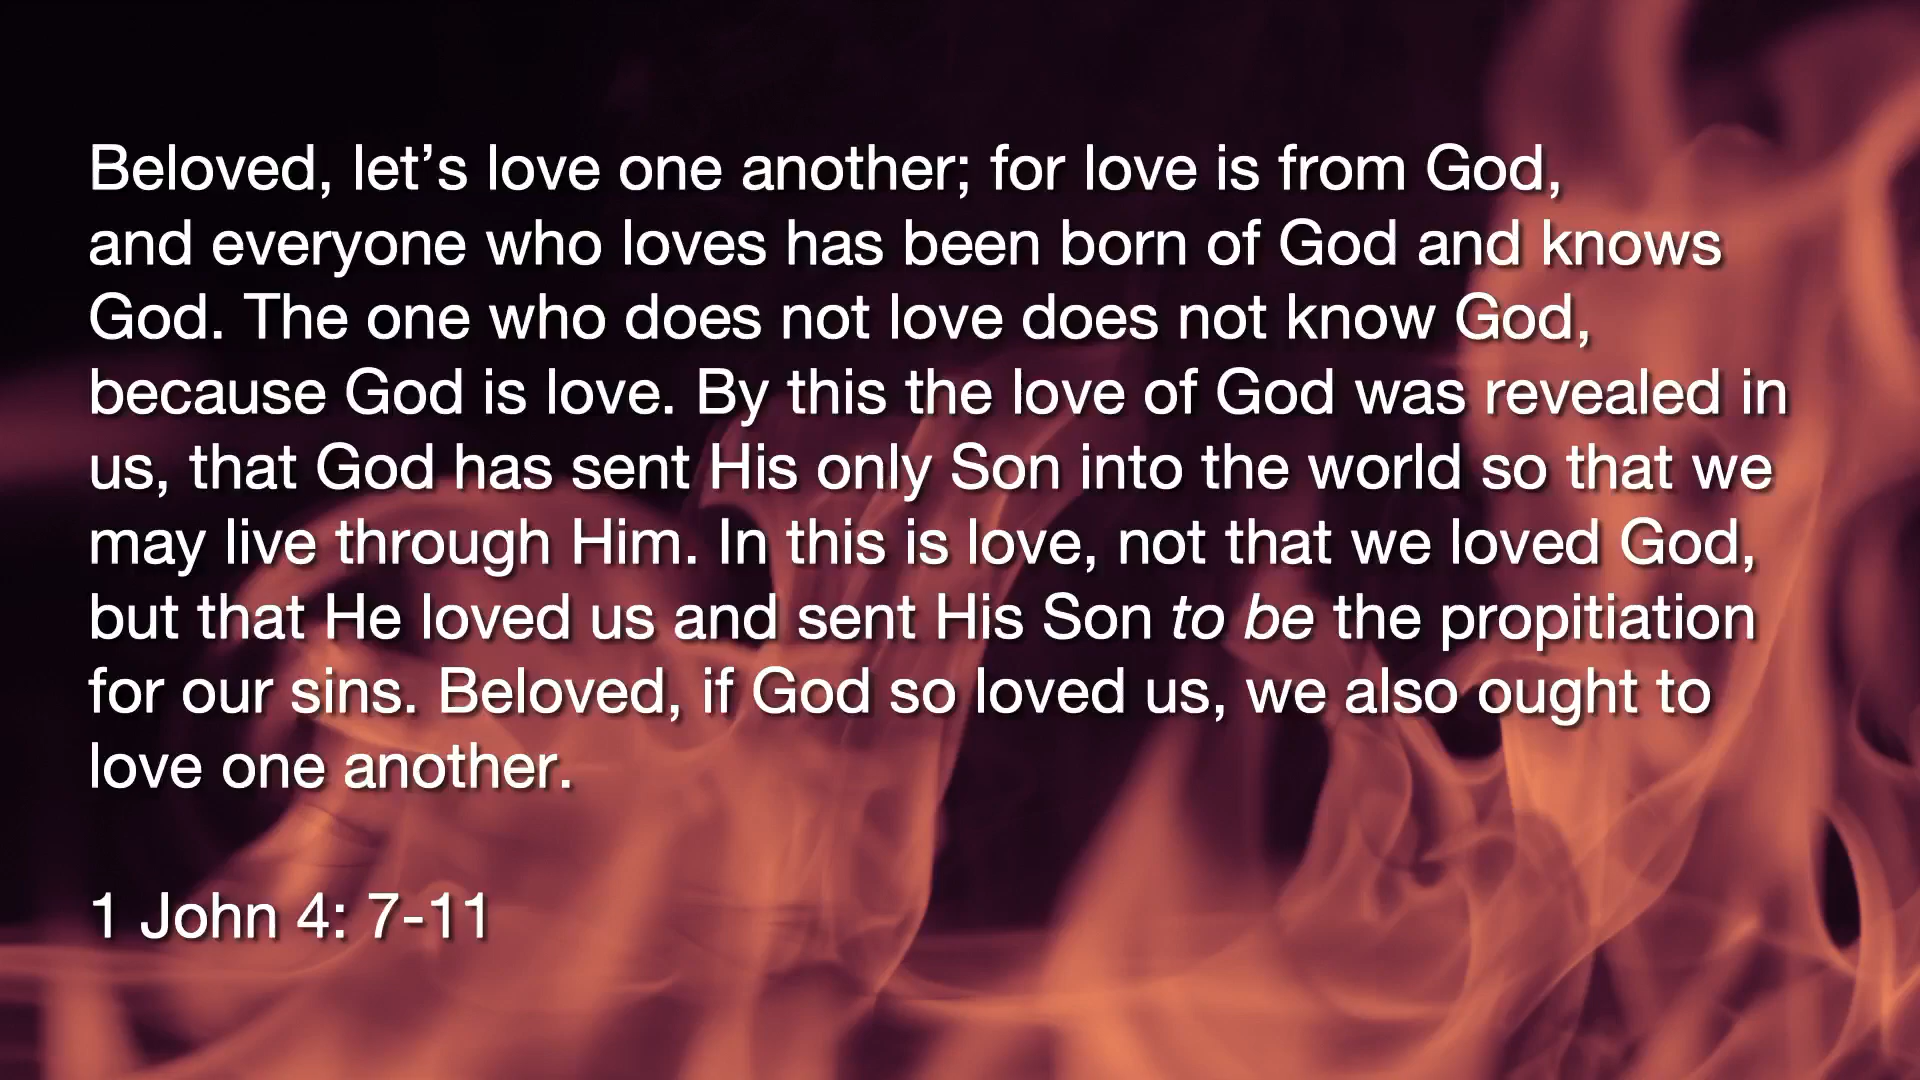 Beloved, let’s love one another; for love is from God,
and everyone who loves has been born of God and knows
God. The one who does not love does not know God,
because God is love. By this the love of God was revealed in
us, that God has sent His only Son into the world so that we
may live through Him. In this is love, not that we loved God,
but that He loved us and sent His Son to be the propitiation
for our sins. Beloved, if God so loved us, we also ought to
love one another.
1 John 4: 7-11